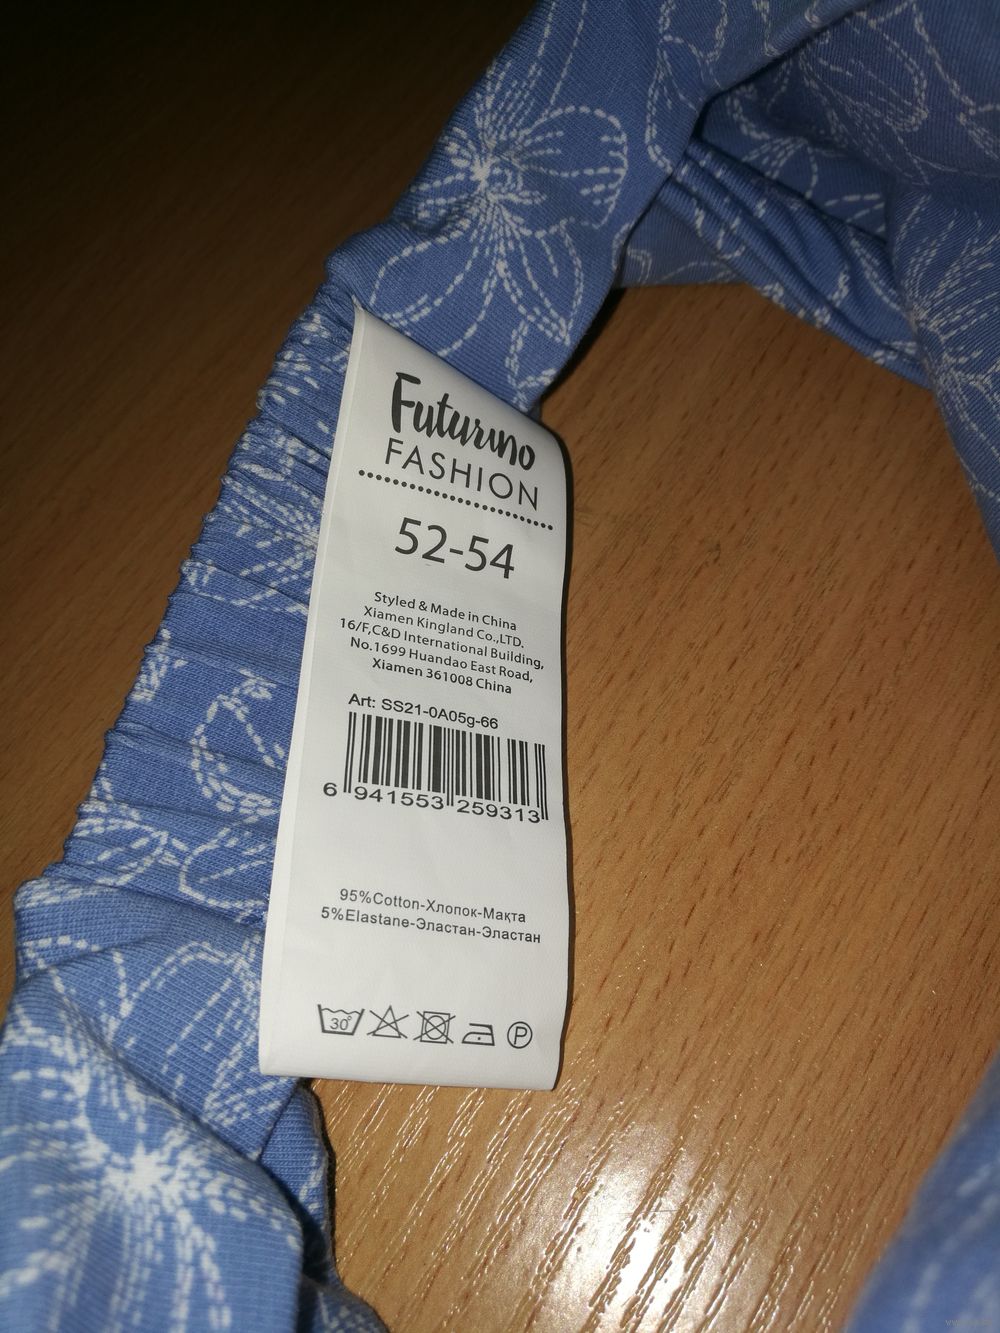 Futurino
FASHION
52-54
Styled & Made in China
Xiamen Kingland Co.,LTD.
16/F,C&D International Building,
No.1699 Huandao East Road,
Xiamen 361008 China
Art: SS21-0A05g-66
6 941553 259313
95%Cotton-Хлопок-Мақта
5%Elastane-Эластан-Эластан
30°
P